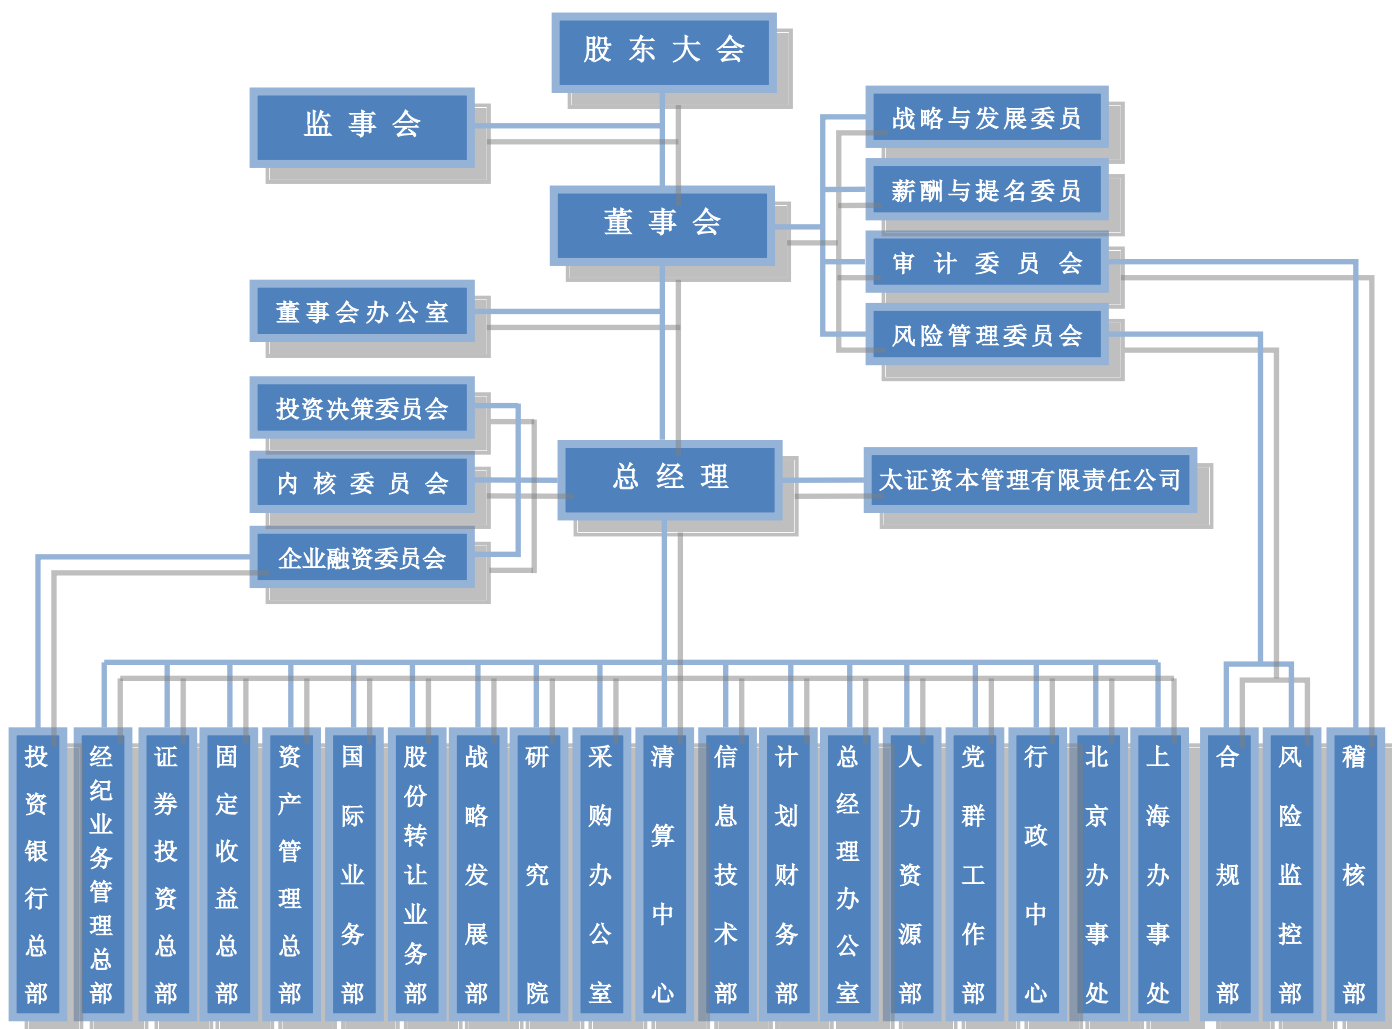 股东大会
监事会
战略与发展委员
薪酬与提名委员
董事会
审计委员会
董事会办公室
风险管理委员会
投资决策委员会
总经理
太证资本管理有限责任公司
内核委员会
企业融资委员会
投资银行总部
经纪业务管理总部
证券投资总部
固定收益总部
资产管理总部
国际业务部
股份转让业务部
战略发展部
研究院
采购办公室
清算中心
信息技术部
计划财务部
总经理办公室
人力资源部
党群工作部
行政中心
北京办事处
上海办事处
合规部
风险监控部
稽核部